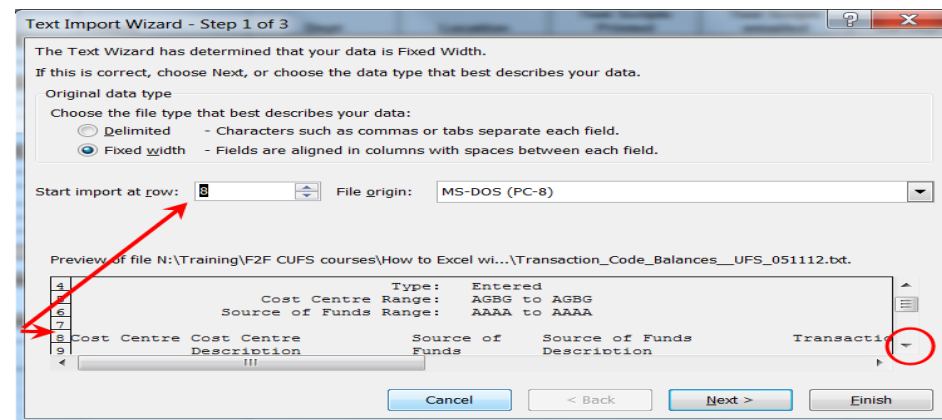 Text Import Wizard - Step 1 of 3
The Text Wizard has determined that your data is Fixed Width.
If this is correct, choose Next, or choose the data type that best describes your data.
Original data type
Choose the file type that best describes your data:
Delimited - Characters such as commas or tabs separate each field.
Fixed width - Fields are aligned in columns with spaces between each field.
Start import at row: 8 File origin: MS-DOS (PC-8)
Preview of file N:\Training\F2F CUFS courses\How to Excel wi...\Transaction_Code_Balances__UFS_051112.txt.
4 Type: Entered
5 Cost Centre Range: AGBG to AGBG
6 Source of Funds Range: AAAA to AAAA
7
8 Cost Centre Cost Centre Source of Source of Funds Transactio
9 Description Funds Description
Cancel < Back Next > Finish